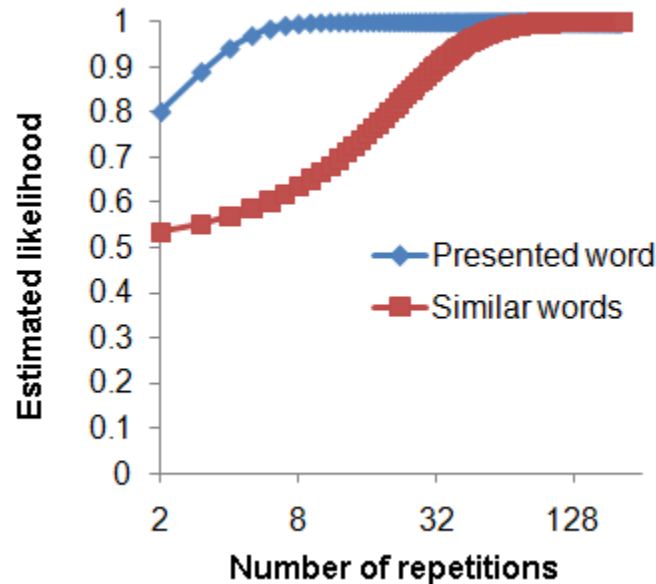 Estimated likelihood
1
0.9
0.8
0.7
0.6
0.5
0.4
0.3
0.2
0.1
0
Presented word
Similar words
2 8 32 128
Number of repetitions